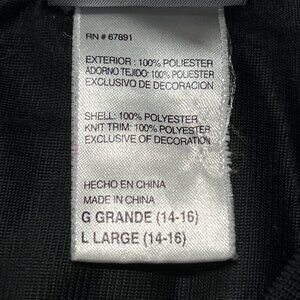 RN # 67891
EXTERIOR : 100% POLIESTER
ADORNO TEJIDO: 100% POLIESTER
EXCLUSIVO DE DECORACION
SHELL: 100% POLYESTER
KNIT TRIM: 100% POLYESTER
EXCLUSIVE OF DECORATION
HECHO EN CHINA
MADE IN CHINA
G GRANDE (14-16)
L LARGE (14-16)